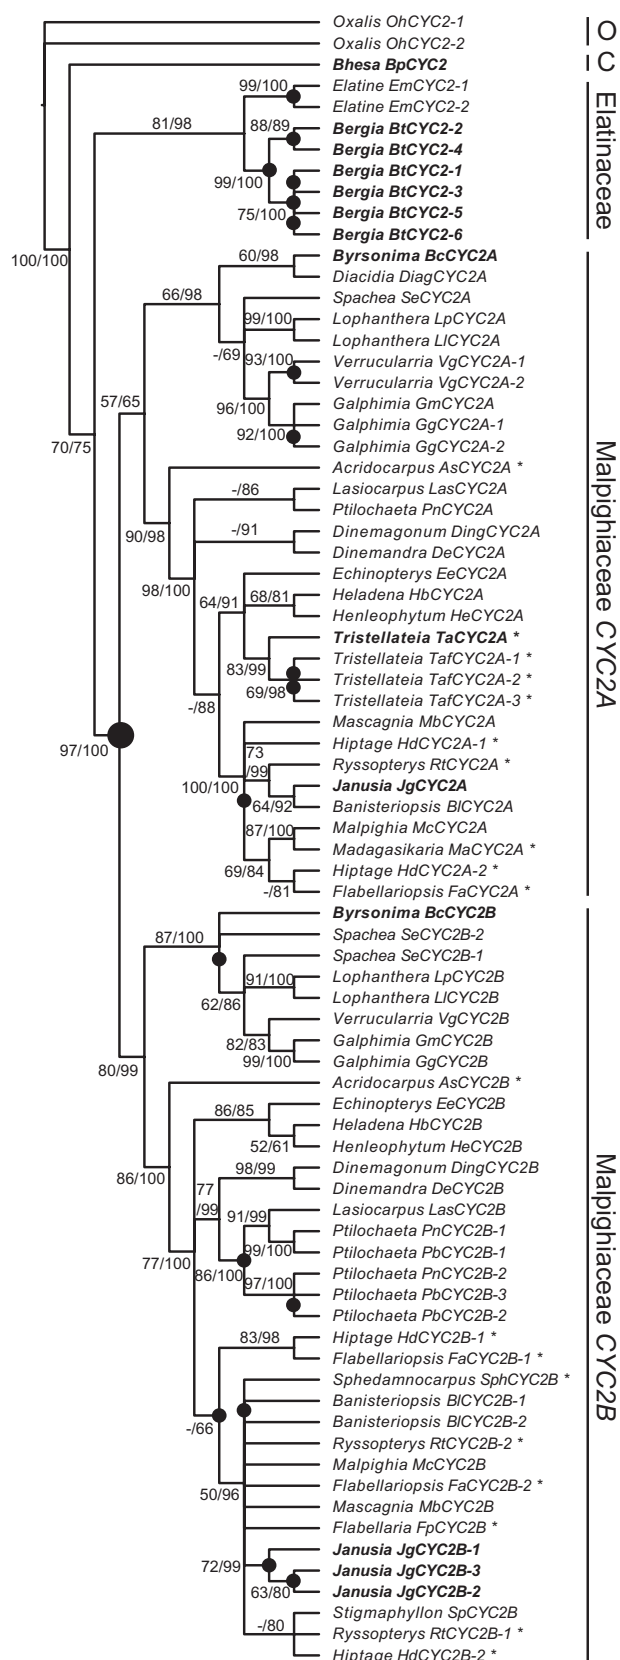 Oxalis OhCYC2-1
Oxalis OhCYC2-2
O
Bhesa BpCYC2
C
99/100
Elatine EmCYC2-1
Elatine EmCYC2-2
81/98
88/89
Bergia BtCYC2-2
Bergia BtCYC2-4
Bergia BtCYC2-1
99/100
Bergia BtCYC2-3
75/100
Bergia BtCYC2-5
Bergia BtCYC2-6
Elatinaceae
100/100
60/98
Byrsonima BcCYC2A
Diacidia DiagCYC2A
66/98
Spachea SeCYC2A
99/100
Lophanthera LpCYC2A
Lophanthera LlCYC2A
-/69
93/100
Verrucularria VgCYC2A-1
Verrucularria VgCYC2A-2
57/65
96/100
Galphimia GmCYC2A
Galphimia GgCYC2A-1
92/100
Galphimia GgCYC2A-2
70/75
Acridocarpus AsCYC2A *
-/86
Lasiocarpus LasCYC2A
Ptilochaeta PnCYC2A
90/98
-/91
Dinemagonum DingCYC2A
Dinemandra DeCYC2A
98/100
Echinopterys EeCYC2A
64/91
68/81
Heladena HbCYC2A
Henleophytum HeCYC2A
Tristellateia TaCYC2A *
83/99
Tristellateia TafCYC2A-1 *
Tristellateia TafCYC2A-2 *
69/98
Tristellateia TafCYC2A-3 *
-/88
Mascagnia MbCYC2A
97/100
73
/99
Hiptage HdCYC2A-1 *
Ryssopterys RtCYC2A *
100/100
Janusia JgCYC2A
64/92
Banisteriopsis BlCYC2A
87/100
Malpighia McCYC2A
Madagasikaria MaCYC2A *
69/84
Hiptage HdCYC2A-2 *
-/81
Flabellariopsis FaCYC2A *
Malpighiaceae CYC2A
Byrsonima BcCYC2B
87/100
Spachea SeCYC2B-2
Spachea SeCYC2B-1
91/100
Lophanthera LpCYC2B
62/86
Lophanthera LlCYC2B
Verrucularria VgCYC2B
82/83
Galphimia GmCYC2B
99/100
Galphimia GgCYC2B
80/99
Acridocarpus AsCYC2B *
86/85
Echinopterys EeCYC2B
Heladena HbCYC2B
52/61
Henleophytum HeCYC2B
86/100
98/99
Dinemagonum DingCYC2B
77
/99
Dinemandra DeCYC2B
91/99
Lasiocarpus LasCYC2B
Ptilochaeta PnCYC2B-1
77/100
99/100
Ptilochaeta PbCYC2B-1
86/100
97/100
Ptilochaeta PnCYC2B-2
Ptilochaeta PbCYC2B-3
Ptilochaeta PbCYC2B-2
83/98
Hiptage HdCYC2B-1 *
Flabellariopsis FaCYC2B-1 *
Sphedamnocarpus SphCYC2B *
Banisteriopsis BlCYC2B-1
-/66
Banisteriopsis BlCYC2B-2
Ryssopterys RtCYC2B-2 *
Malpighia McCYC2B
50/96
Flabellariopsis FaCYC2B-2 *
Mascagnia MbCYC2B
Flabellaria FpCYC2B *
Janusia JgCYC2B-1
72/99
Janusia JgCYC2B-3
63/80
Janusia JgCYC2B-2
Stigmaphyllon SpCYC2B
-/80
Ryssopterys RtCYC2B-1 *
Hiptage HdCYC2B-2 *
Malpighiaceae CYC2B